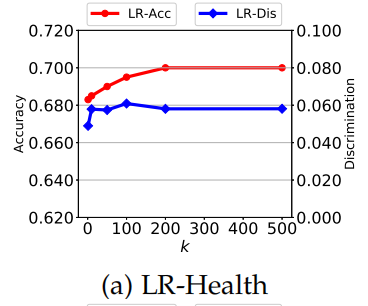 LR-Acc LR-Dis
0.720 0.100
0.700 0.080
0.680 0.060
0.660 0.040
0.640 0.020
0.620 0.000
Accuracy
Discrimination
0 100 200 300 400 500
k
(a) LR-Health